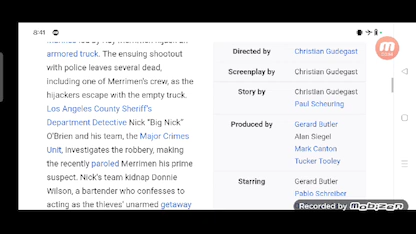 8:41
armored truck. The ensuing shootout
with police leaves several dead,
including one of Merrimen's crew, as the
hijackers escape with the empty truck.
Los Angeles County Sheriff's
Department Detective Nick "Big Nick"
O'Brien and his team, the Major Crimes
Unit, investigates the robbery, making
the recently paroled Merrimen his prime
suspect. Nick's team kidnap Donnie
Wilson, a bartender who confesses to
acting as the thieves' unarmed getaway
Directed by Christian Gudegast
Screenplay by Christian Gudegast
Story by Christian Gudegast
Paul Scheuring
Produced by Gerard Butler
Alan Siegel
Mark Canton
Tucker Tooley
Starring Gerard Butler
Pablo Schreiber
Recorded by Mobizen